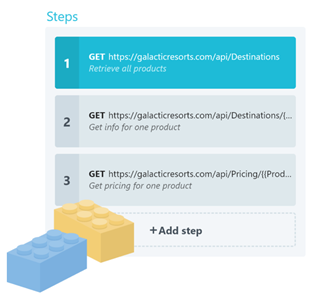 Steps
1
GET https://galacticresorts.com/api/Destinations
Retrieve all products
2
GET https://galacticresorts.com/api/Destinations/{...
Get info for one product
3
GET https://galacticresorts.com/api/Pricing/{{Prod...
Get pricing for one product
+Add step